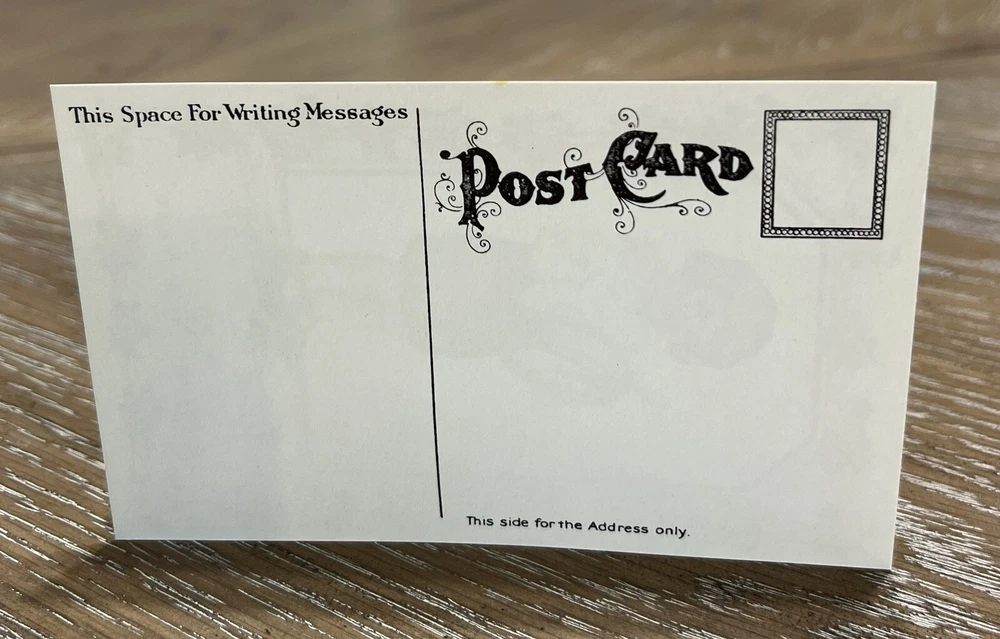 This Space For Writing Messages
Post Card
This side for the Address only.